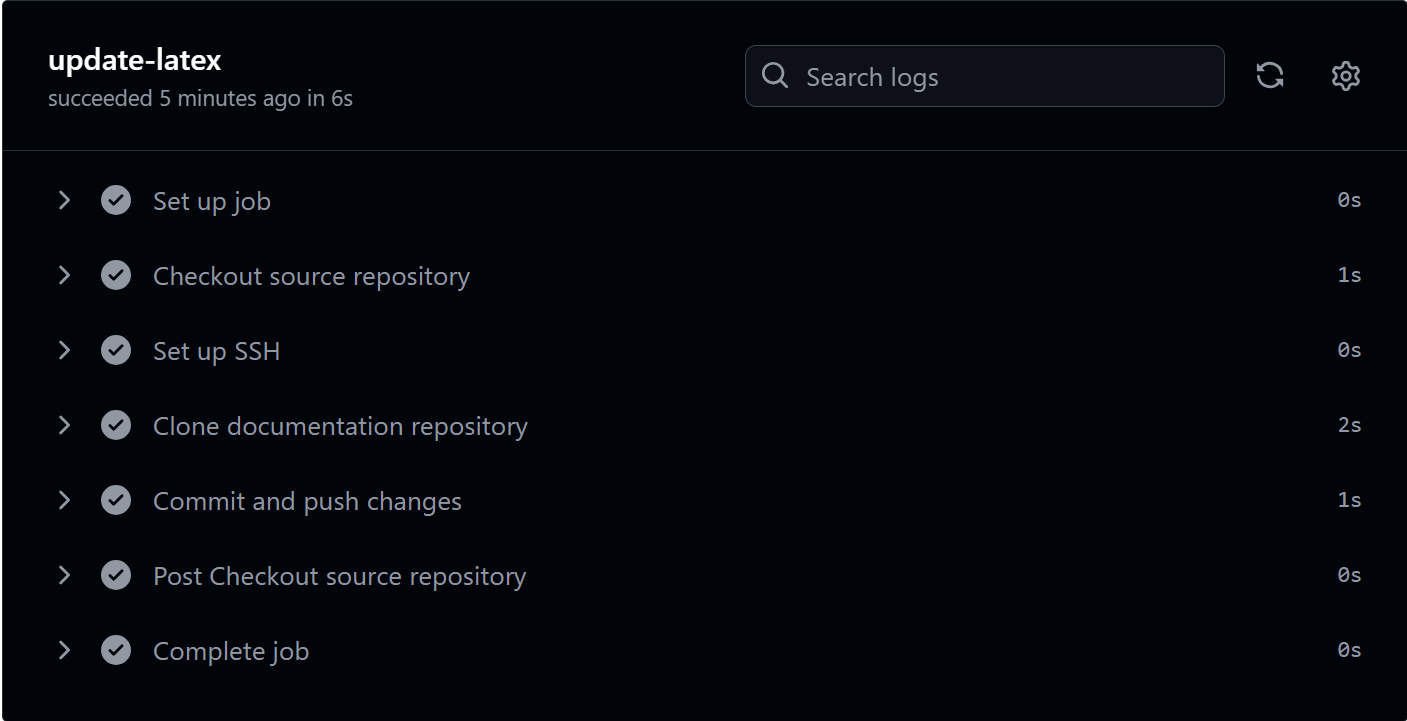 update-latex
succeeded 5 minutes ago in 6s
Search logs
Set up job 0s
Checkout source repository 1s
Set up SSH 0s
Clone documentation repository 2s
Commit and push changes 1s
Post Checkout source repository 0s
Complete job 0s